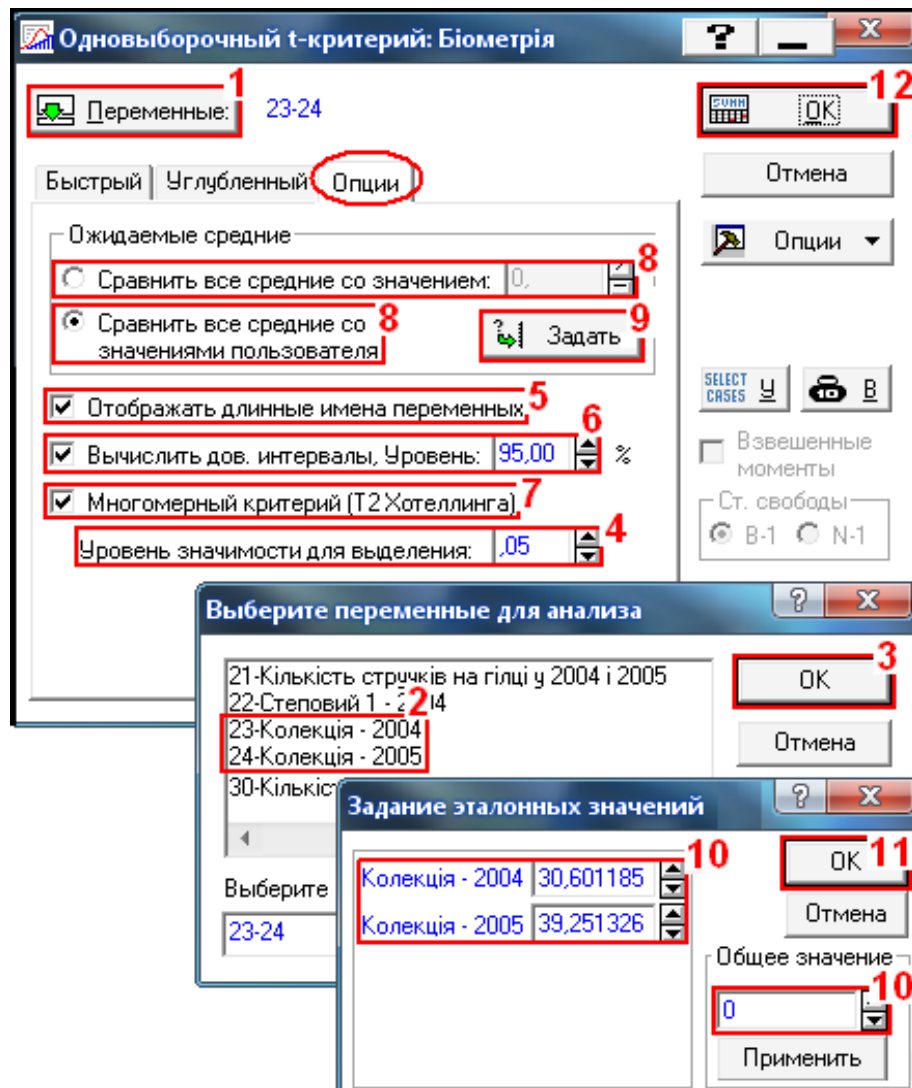 Одновыборочный t-критерий: Біометрія
?
1
Переменные:
23-24
12
SUMM
OK
Отмена
Опции
Быстрый
Углубленный
Опции
Ожидаемые средние
Сравнить все средние со значением:
0,
8
Сравнить все средние со
значениями пользователя
8
Задать
9
Отображать длинные имена переменных
5
Вычислить дов. интервалы, Уровень:
95,00
%
6
Многомерный критерий (T2 Хотеллинга)
7
Уровень значимости для выделения:
,05
4
SELECT
CASES
У
В
Взвешенные
моменты
Ст. свободы
В-1
N-1
Выберите переменные для анализа
?
21-Кількість стручків на гілці у 2004 і 2005
22-Степовий 1 -
2
23-Колекція - 2004
24-Колекція - 2005
OK
3
Отмена
Выберите
23-24
Задание эталонных значений
?
Колекція - 2004
30,601185
Колекція - 2005
39,251326
10
OK
11
Отмена
Общее значение
0
10
Применить